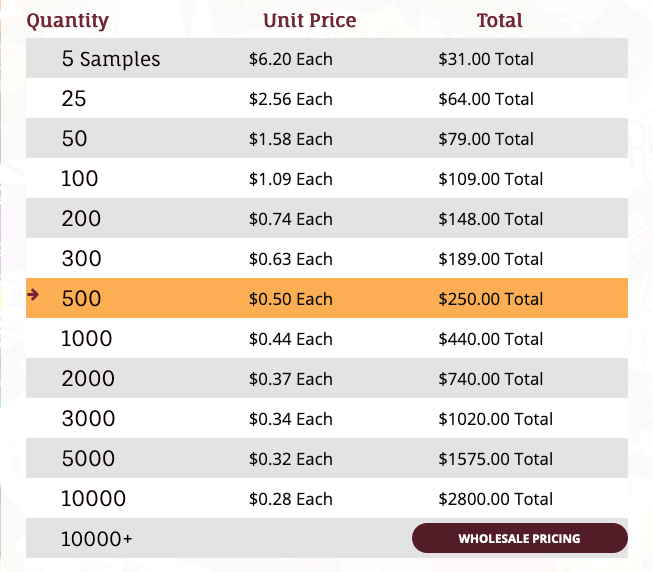 Quantity Unit Price Total
5 Samples $6.20 Each $31.00 Total
25 $2.56 Each $64.00 Total
50 $1.58 Each $79.00 Total
100 $1.09 Each $109.00 Total
200 $0.74 Each $148.00 Total
300 $0.63 Each $189.00 Total
500 $0.50 Each $250.00 Total
1000 $0.44 Each $440.00 Total
2000 $0.37 Each $740.00 Total
3000 $0.34 Each $1020.00 Total
5000 $0.32 Each $1575.00 Total
10000 $0.28 Each $2800.00 Total
10000+ WHOLESALE PRICING